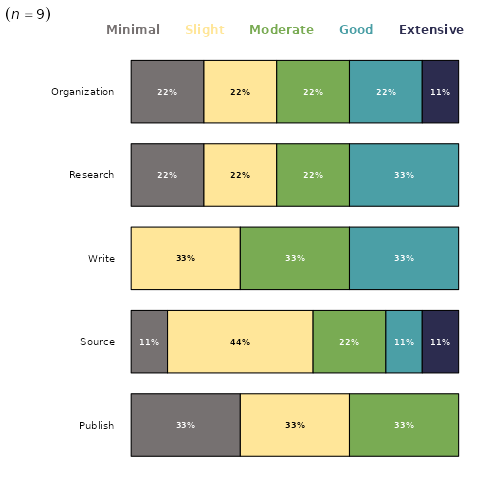 (n = 9)
Minimal Slight Moderate Good Extensive
Organization 22% 22% 22% 22% 11%
Research 22% 22% 22% 33%
Write 33% 33% 33%
Source 11% 44% 22% 11% 11%
Publish 33% 33% 33%